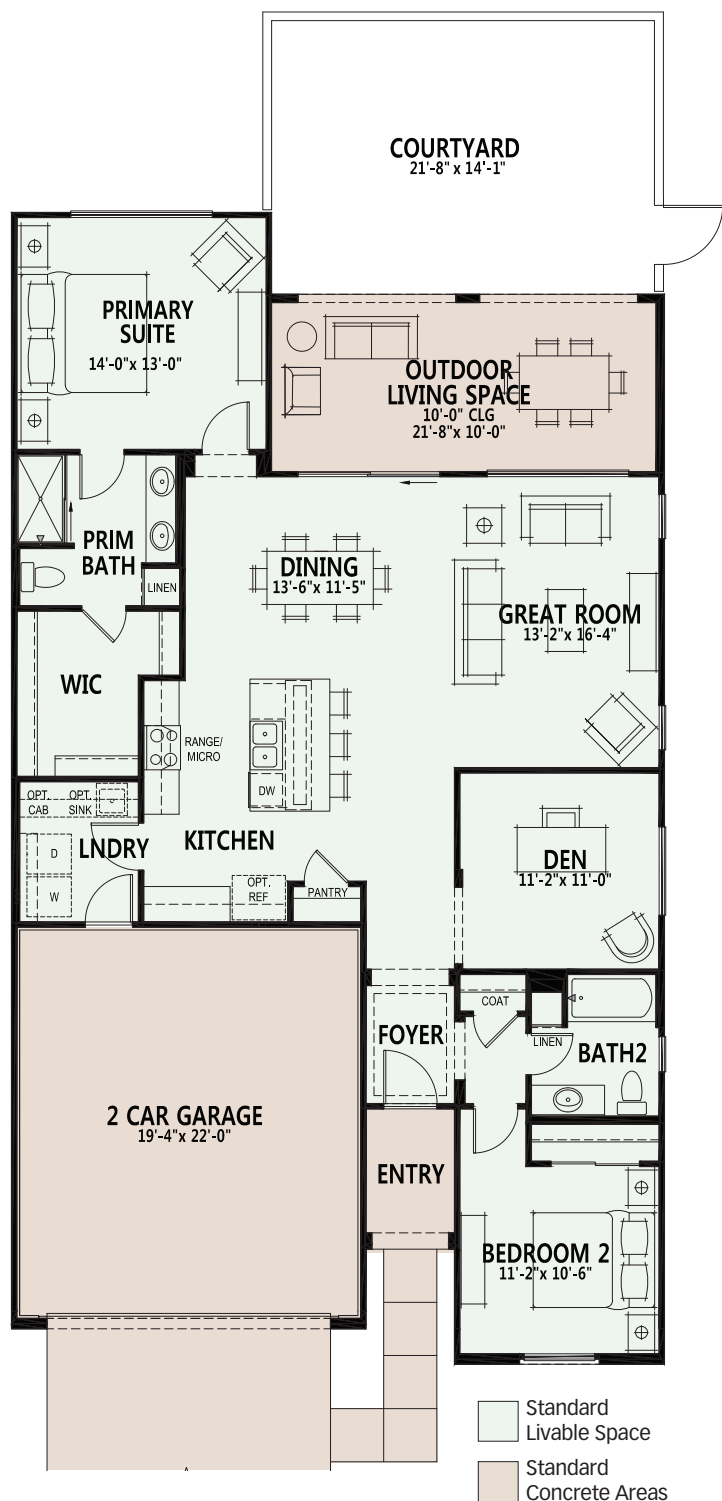 COURTYARD
21'-8" x 14'-1"
PRIMARY
SUITE
14'-0"x 13'-0"
OUTDOOR
LIVING SPACE
10'-0" CLG
21'-8"x 10'-0"
PRIM
BATH
LINEN
DINING
13'-6"x 11'-5"
GREAT ROOM
13'-2"x 16'-4"
WIC
RANGE/
MICRO
DW
OPT.
CAB
OPT.
SINK
LNDRY
D
W
KITCHEN
OPT.
REF
PANTRY
DEN
11'-2"x 11'-0"
COAT
FOYER
LINEN
BATH2
2 CAR GARAGE
19'-4"x 22'-0"
ENTRY
BEDROOM 2
11'-2"x 10'-6"
Standard
Livable Space
Standard
Concrete Areas